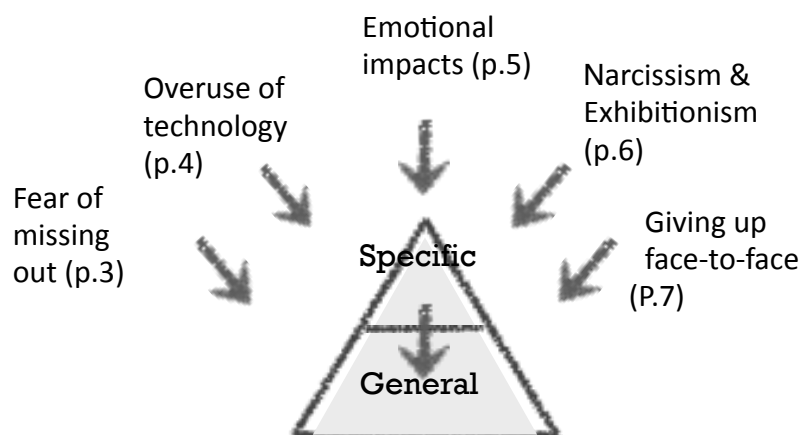 Emotional
impacts (p.5)
Narcissism &
Exhibitionism
(p.6)
Overuse of
technology
(p.4)
Fear of
missing
out (p.3)
Giving up
face-to-face
(P.7)
Specific
General